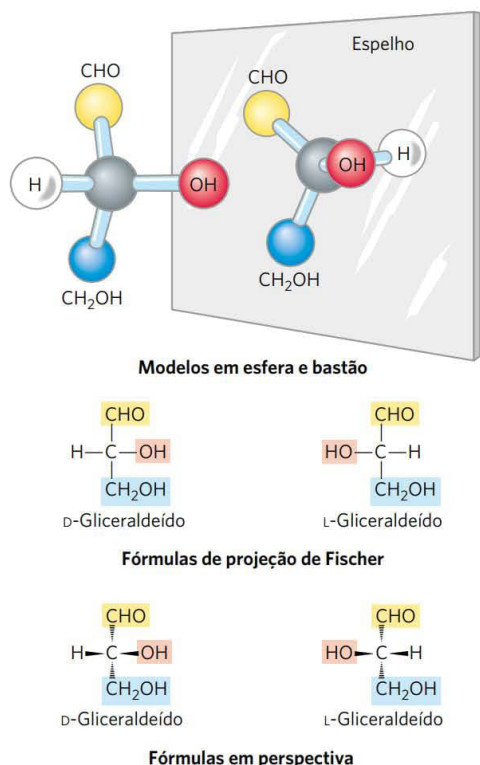 Espelho
CHO
H
OH
CH₂OH
OH
H
CH₂OH
Modelos em esfera e bastão
CHO
H—C—OH
CH₂OH
D-Gliceraldeído
CHO
HO—C—H
CH₂OH
L-Gliceraldeído
Fórmulas de projeção de Fischer
CHO
H C OH
CH₂OH
D-Gliceraldeído
CHO
HO C H
CH₂OH
L-Gliceraldeído
Fórmulas em perspectiva